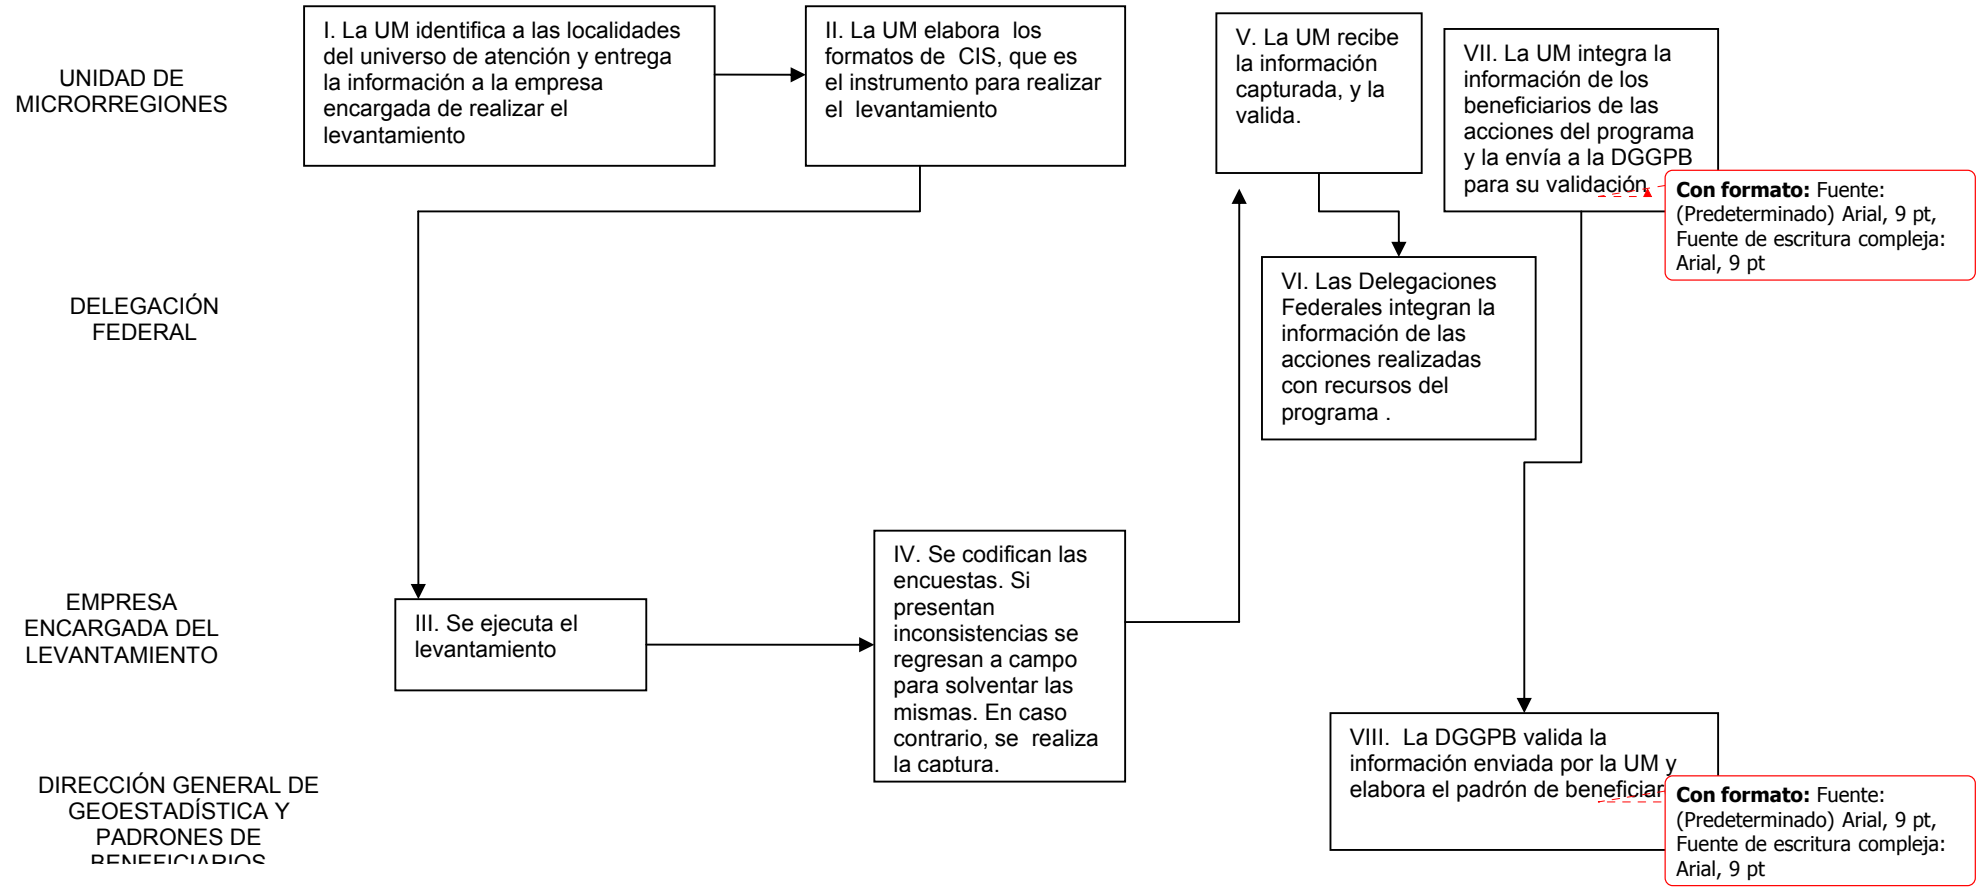 UNIDAD DE
MICRORREGIONES
I. La UM identifica a las localidades
del universo de atención y entrega
la información a la empresa
encargada de realizar el
levantamiento
II. La UM elabora los
formatos de CIS, que es
el instrumento para realizar
el levantamiento
V. La UM recibe
la información
capturada, y la
valida.
VII. La UM integra la
información de los
beneficiarios de las
acciones del programa
y la envía a la DGGPB
para su validación
Con formato: Fuente:
(Predeterminado) Arial, 9 pt,
Fuente de escritura compleja:
Arial, 9 pt
DELEGACIÓN
FEDERAL
VI. Las Delegaciones
Federales integran la
información de las
acciones realizadas
con recursos del
programa .
EMPRESA
ENCARGADA DEL
LEVANTAMIENTO
III. Se ejecuta el
levantamiento
IV. Se codifican las
encuestas. Si
presentan
inconsistencias se
regresan a campo
para solventar las
mismas. En caso
contrario, se realiza
la captura.
DIRECCIÓN GENERAL DE
GEOESTADÍSTICA Y
PADRONES DE
BENEFICIARIOS
VIII. La DGGPB valida la
información enviada por la UM y
elabora el padrón de beneficiar
Con formato: Fuente:
(Predeterminado) Arial, 9 pt,
Fuente de escritura compleja:
Arial, 9 pt